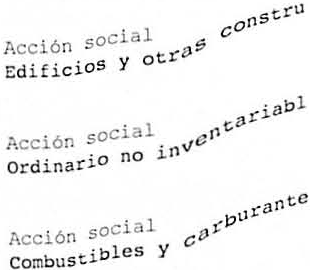 Acción social
Edificios y otras constru
Acción social
Ordinario no inventariabl
Acción social
Combustibles y carburante